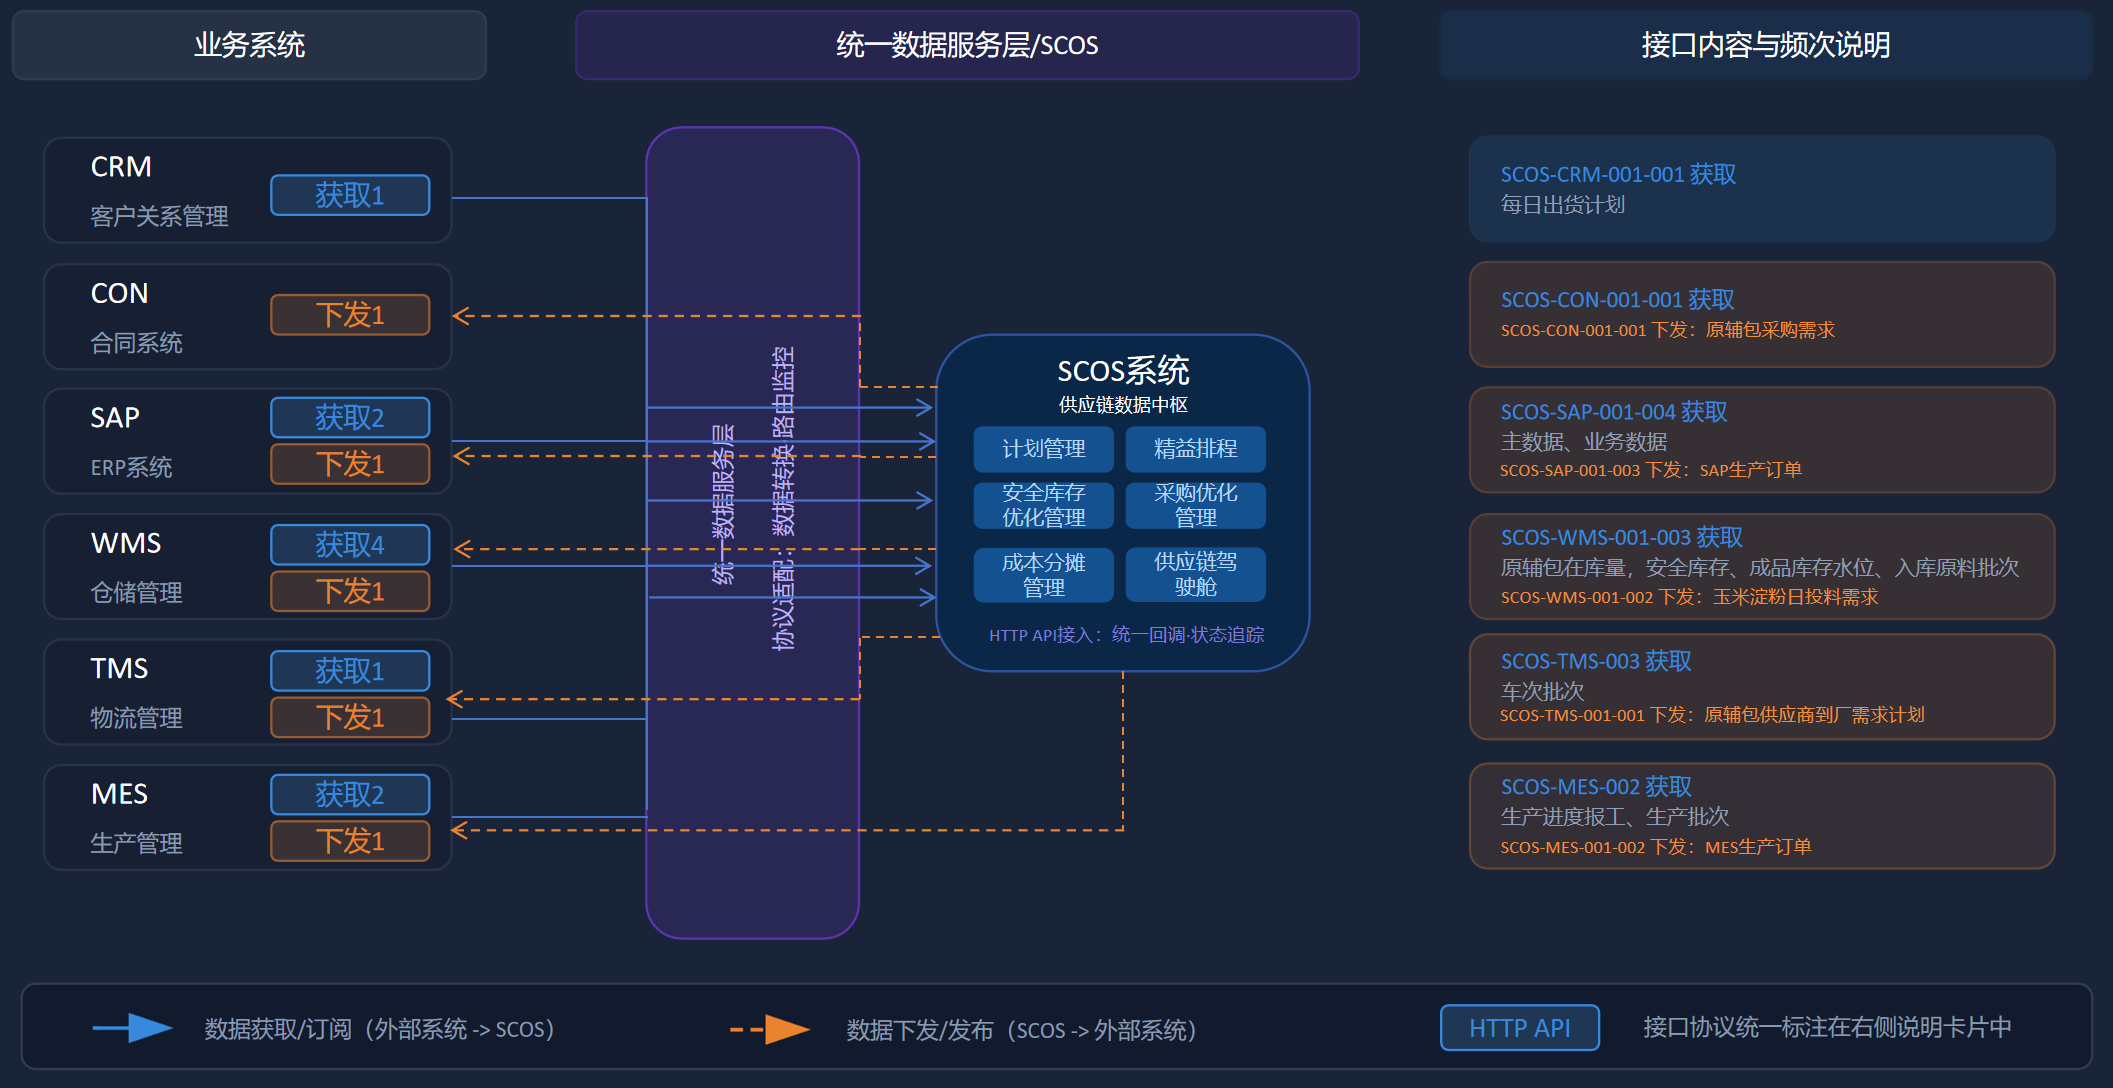 业务系统
统一数据服务层/SCOS
接口内容与频次说明
CRM
获取1
客户关系管理
CON
下发1
合同系统
SAP
获取2
下发1
ERP系统
WMS
获取4
下发1
仓储管理
TMS
获取1
下发1
物流管理
MES
获取2
下发1
生产管理
统一数据服务层
协议适配：数据转换 路由监控
SCOS系统
供应链数据中枢
计划管理
精益排程
安全库存
优化管理
采购优化
管理
成本分摊
管理
供应链驾
驶舱
HTTP API接入：统一回调·状态追踪
SCOS-CRM-001-001 获取
每日出货计划
SCOS-CON-001-001 获取
SCOS-CON-001-001 下发：原辅包采购需求
SCOS-SAP-001-004 获取
主数据、业务数据
SCOS-SAP-001-003 下发：SAP生产订单
SCOS-WMS-001-003 获取
原辅包在库量，安全库存、成品库存水位、入库原料批次
SCOS-WMS-001-002 下发：玉米淀粉日投料需求
SCOS-TMS-003 获取
车次批次
SCOS-TMS-001-001 下发：原辅包供应商到厂需求计划
SCOS-MES-002 获取
生产进度报工、生产批次
SCOS-MES-001-002 下发：MES生产订单
数据获取/订阅（外部系统 -> SCOS）
数据下发/发布（SCOS -> 外部系统）
HTTP API
接口协议统一标注在右侧说明卡片中